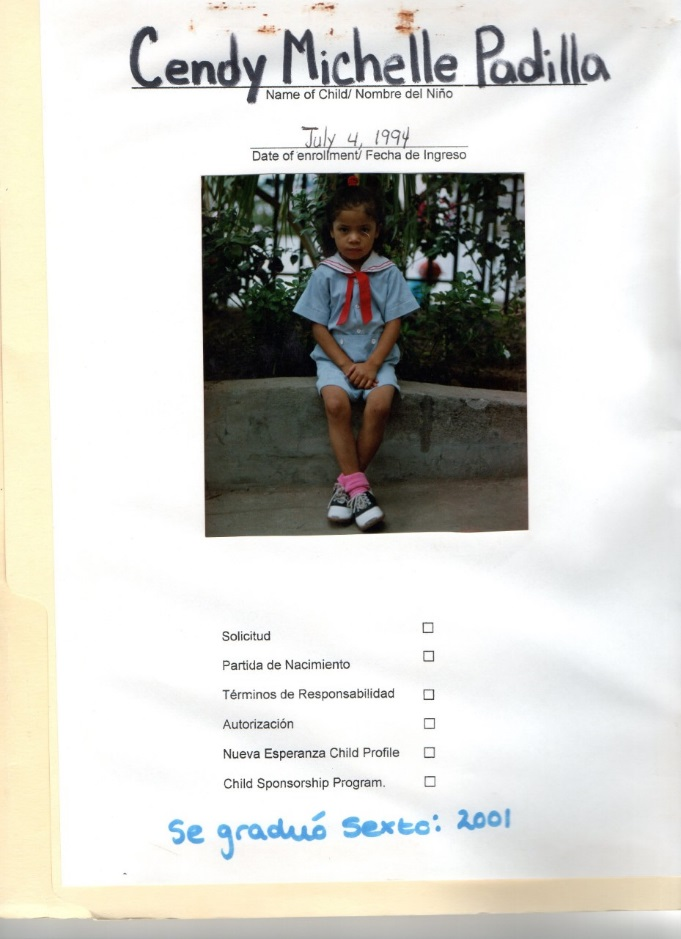 Cendy Michelle Padilla
Name of Child/ Nombre del Niño
July 4, 1994
Date of enrollment/ Fecha de Ingreso
Solicitud
Partida de Nacimiento
Términos de Responsabilidad
Autorización
Nueva Esperanza Child Profile
Child Sponsorship Program.
Se graduó Sexto: 2001